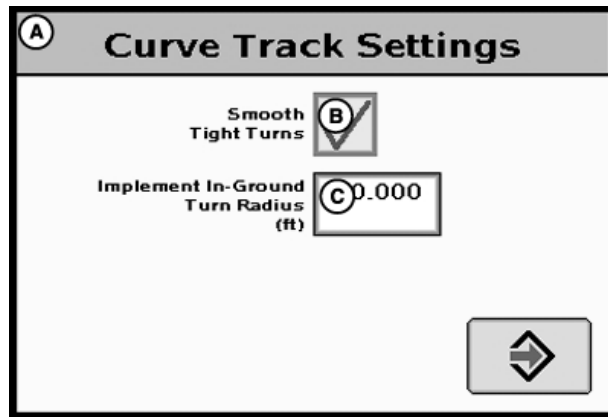 A
Curve Track Settings
Smooth
Tight Turns
B
Implement In-Ground
Turn Radius
(ft)
C
0.000